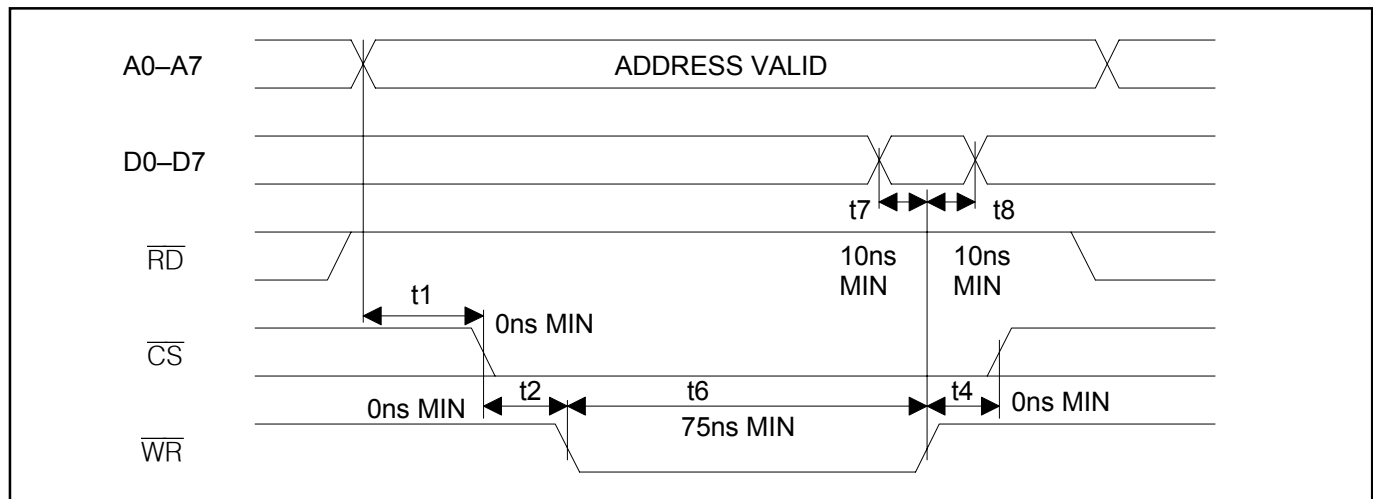 A0–A7
ADDRESS VALID
D0–D7
t7
t8
RD
10ns
MIN
10ns
MIN
t1
0ns MIN
CS
t2
t6
t4
0ns MIN
75ns MIN
0ns MIN
WR